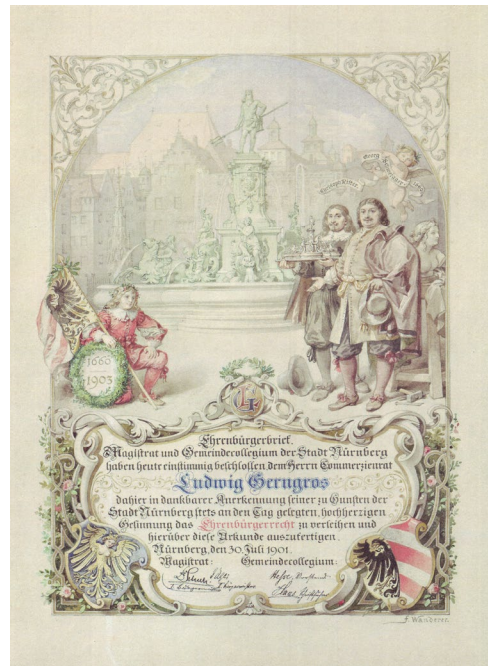 Georg
1660
1903
Ehrenbürgerbrief.
Magistrat und Gemeindecollegium der Stadt Nürnberg
haben heute einstimmig beschlossen dem Herrn Commerzienrat
Ludwig Gerngros
dahier in dankbarer Anerkennung seiner zu Gunsten der
Stadt Nürnberg stets an den Tag gelegten, hochherzigen
Gesinnung das Ehrenbürgerrecht zu verleihen und
hierüber diese Urkunde auszufertigen.
Nürnberg, den 30. Juli 1901.
Magistrat: Gemeindecollegium:
F. Wanderer.